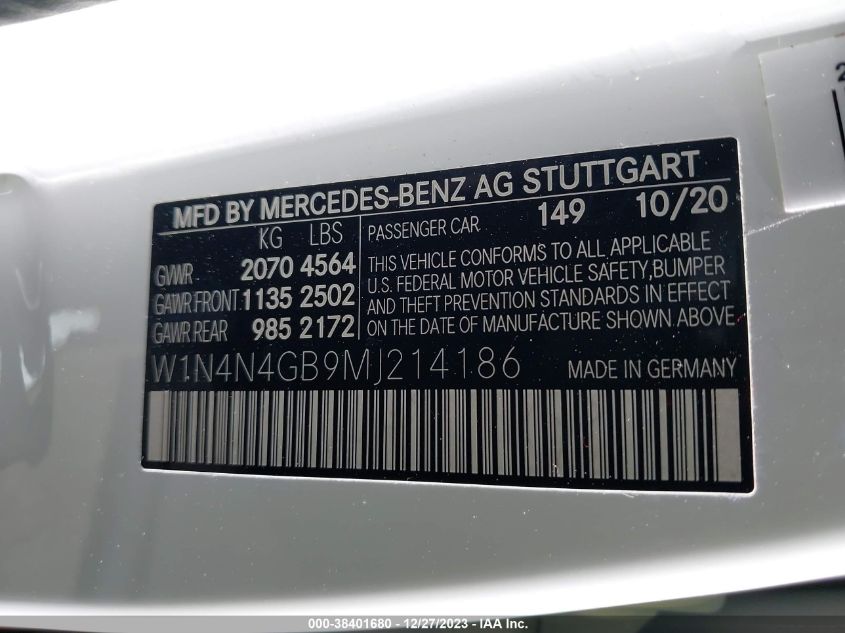 MFD BY MERCEDES-BENZ AG STUTTGART
KG LBS
GVWR 2070 4564
GAWR FRONT 1135 2502
GAWR REAR 985 2172
PASSENGER CAR 149 10/20
THIS VEHICLE CONFORMS TO ALL APPLICABLE
U.S. FEDERAL MOTOR VEHICLE SAFETY,BUMPER
AND THEFT PREVENTION STANDARDS IN EFFECT
ON THE DATE OF MANUFACTURE SHOWN ABOVE
W1N4N4GB9MJ214186 MADE IN GERMANY
2
000-38401680 - 12/27/2023 - IAA Inc.